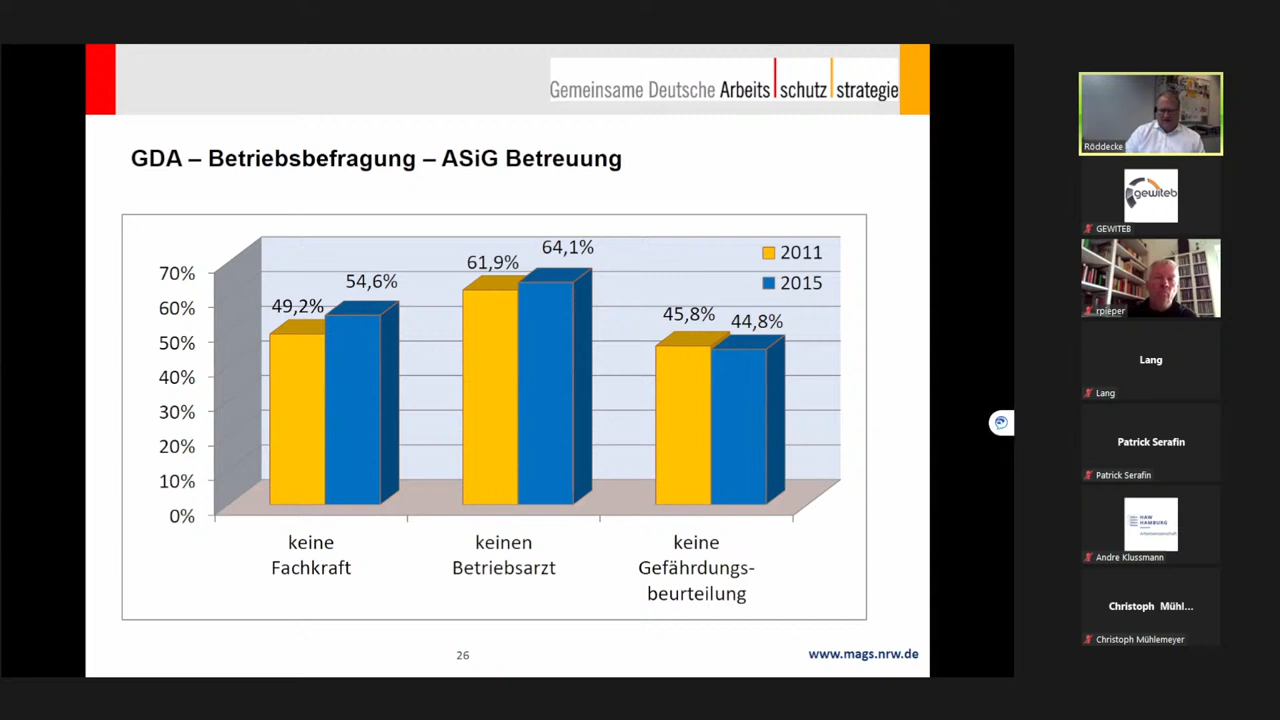 Gemeinsame Deutsche Arbeits schutz strategie
GDA – Betriebsbefragung – ASiG Betreuung
70%
60%
50%
40%
30%
20%
10%
0%
49,2%
54,6%
61,9%
64,1%
45,8%
44,8%
2011
2015
keine
Fachkraft
keinen
Betriebsarzt
keine
Gefährdungs-
beurteilung
26
www.mags.nrw.de
Röddecke
gewiteb
GEWITEB
rpieper
Lang
Lang
Patrick Serafin
Patrick Serafin
HAW
HAMBURG
Andre Klussmann
Christoph Mühl...
Christoph Mühlemeyer